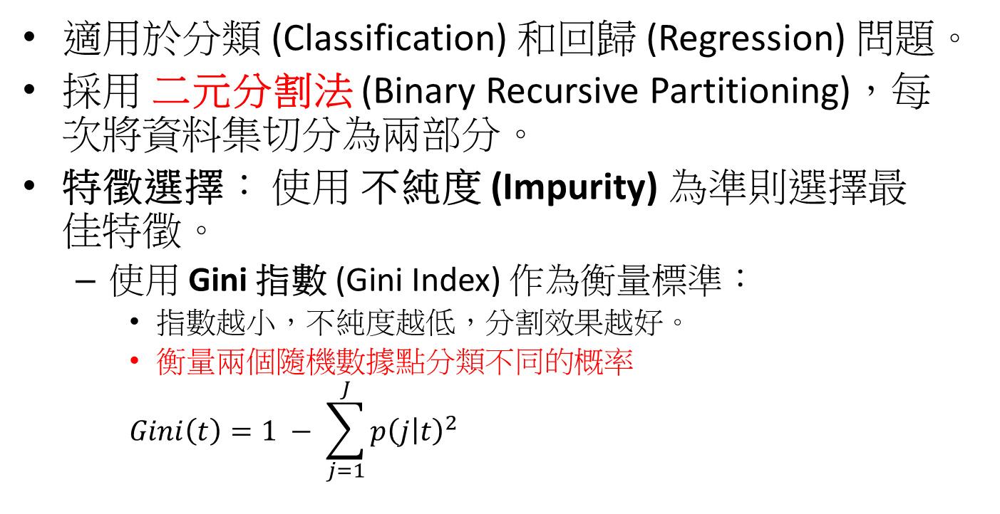 • 適用於分類 (Classification) 和回歸 (Regression) 問題。
• 採用 二元分割法 (Binary Recursive Partitioning)，每
次將資料集切分為兩部分。
• 特徵選擇： 使用 不純度 (Impurity) 為準則選擇最
佳特徵。
– 使用 Gini 指數 (Gini Index) 作為衡量標準：
• 指數越小，不純度越低，分割效果越好。
• 衡量兩個隨機數據點分類不同的概率
Gini(t) = 1 − ∑_{j=1}^{J} p(j|t)²